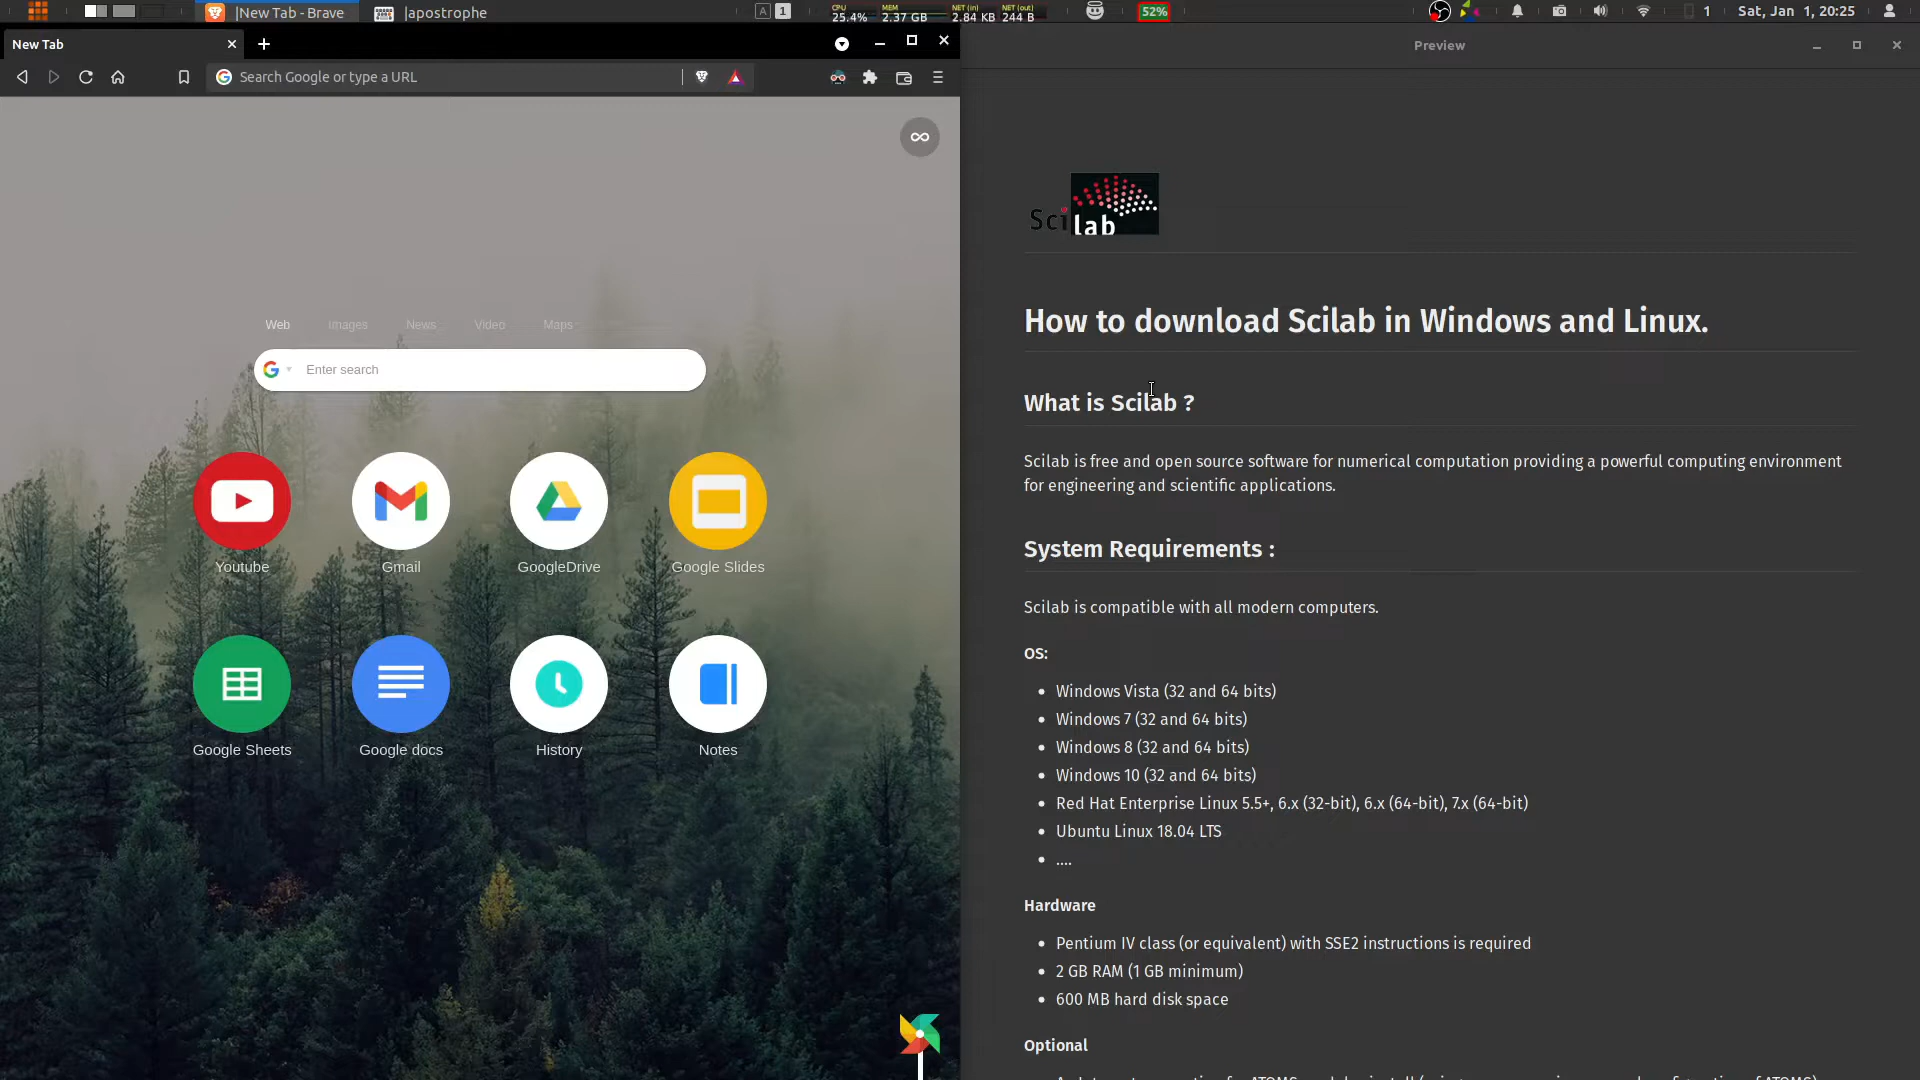 |New Tab - Brave
|apostrophe
A 1
CPU
25.4%
MEM
2.37 GB
NET (in)
2.84 KB
NET (out)
244 B
52%
1
Sat, Jan 1, 20:25
New Tab
Search Google or type a URL
Web
Images
News
Video
Maps
Enter search
Youtube
Gmail
GoogleDrive
Google Slides
Google Sheets
Google docs
History
Notes
Preview
Scilab
How to download Scilab in Windows and Linux.
What is Scilab ?
Scilab is free and open source software for numerical computation providing a powerful computing environment
for engineering and scientific applications.
System Requirements :
Scilab is compatible with all modern computers.
OS:
• Windows Vista (32 and 64 bits)
• Windows 7 (32 and 64 bits)
• Windows 8 (32 and 64 bits)
• Windows 10 (32 and 64 bits)
• Red Hat Enterprise Linux 5.5+, 6.x (32-bit), 6.x (64-bit), 7.x (64-bit)
• Ubuntu Linux 18.04 LTS
• ....
Hardware
• Pentium IV class (or equivalent) with SSE2 instructions is required
• 2 GB RAM (1 GB minimum)
• 600 MB hard disk space
Optional